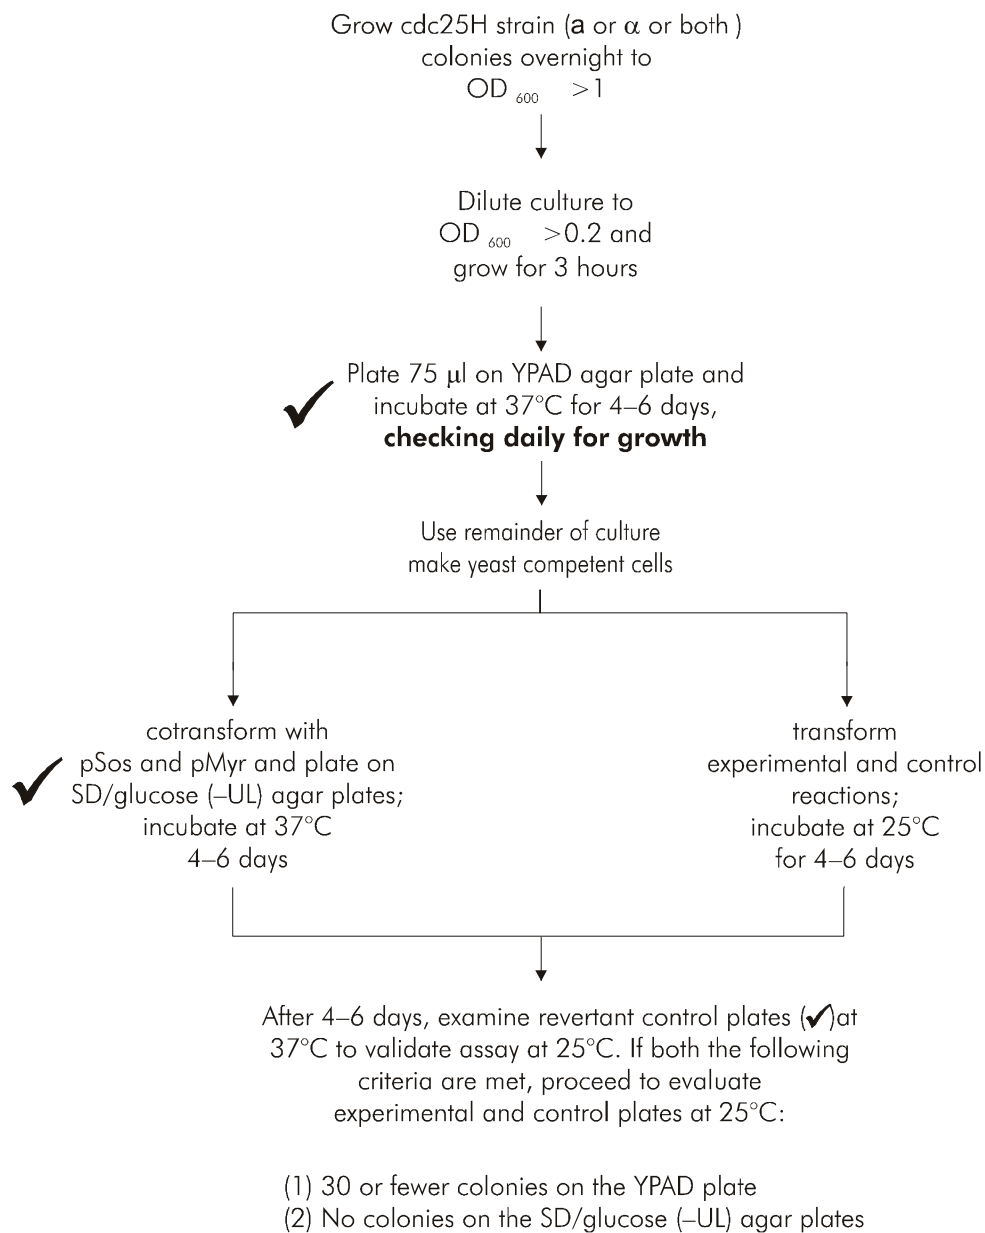 Grow cdc25H strain (a or α or both )
colonies overnight to
OD 600 >1
Dilute culture to
OD 600 >0.2 and
grow for 3 hours
Plate 75 μl on YPAD agar plate and
incubate at 37°C for 4–6 days,
checking daily for growth
Use remainder of culture
make yeast competent cells
cotransform with
pSos and pMyr and plate on
SD/glucose (–UL) agar plates;
incubate at 37°C
4–6 days
transform
experimental and control
reactions;
incubate at 25°C
for 4–6 days
After 4–6 days, examine revertant control plates (✓)at
37°C to validate assay at 25°C. If both the following
criteria are met, proceed to evaluate
experimental and control plates at 25°C:
(1) 30 or fewer colonies on the YPAD plate
(2) No colonies on the SD/glucose (–UL) agar plates